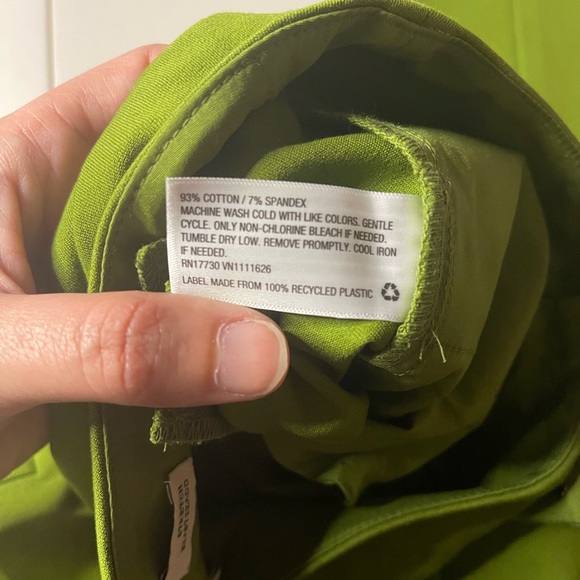 93% COTTON / 7% SPANDEX
MACHINE WASH COLD WITH LIKE COLORS. GENTLE
CYCLE. ONLY NON-CHLORINE BLEACH IF NEEDED.
TUMBLE DRY LOW. REMOVE PROMPTLY. COOL IRON
IF NEEDED.
RN17730 VN1111626
LABEL MADE FROM 100% RECYCLED PLASTIC